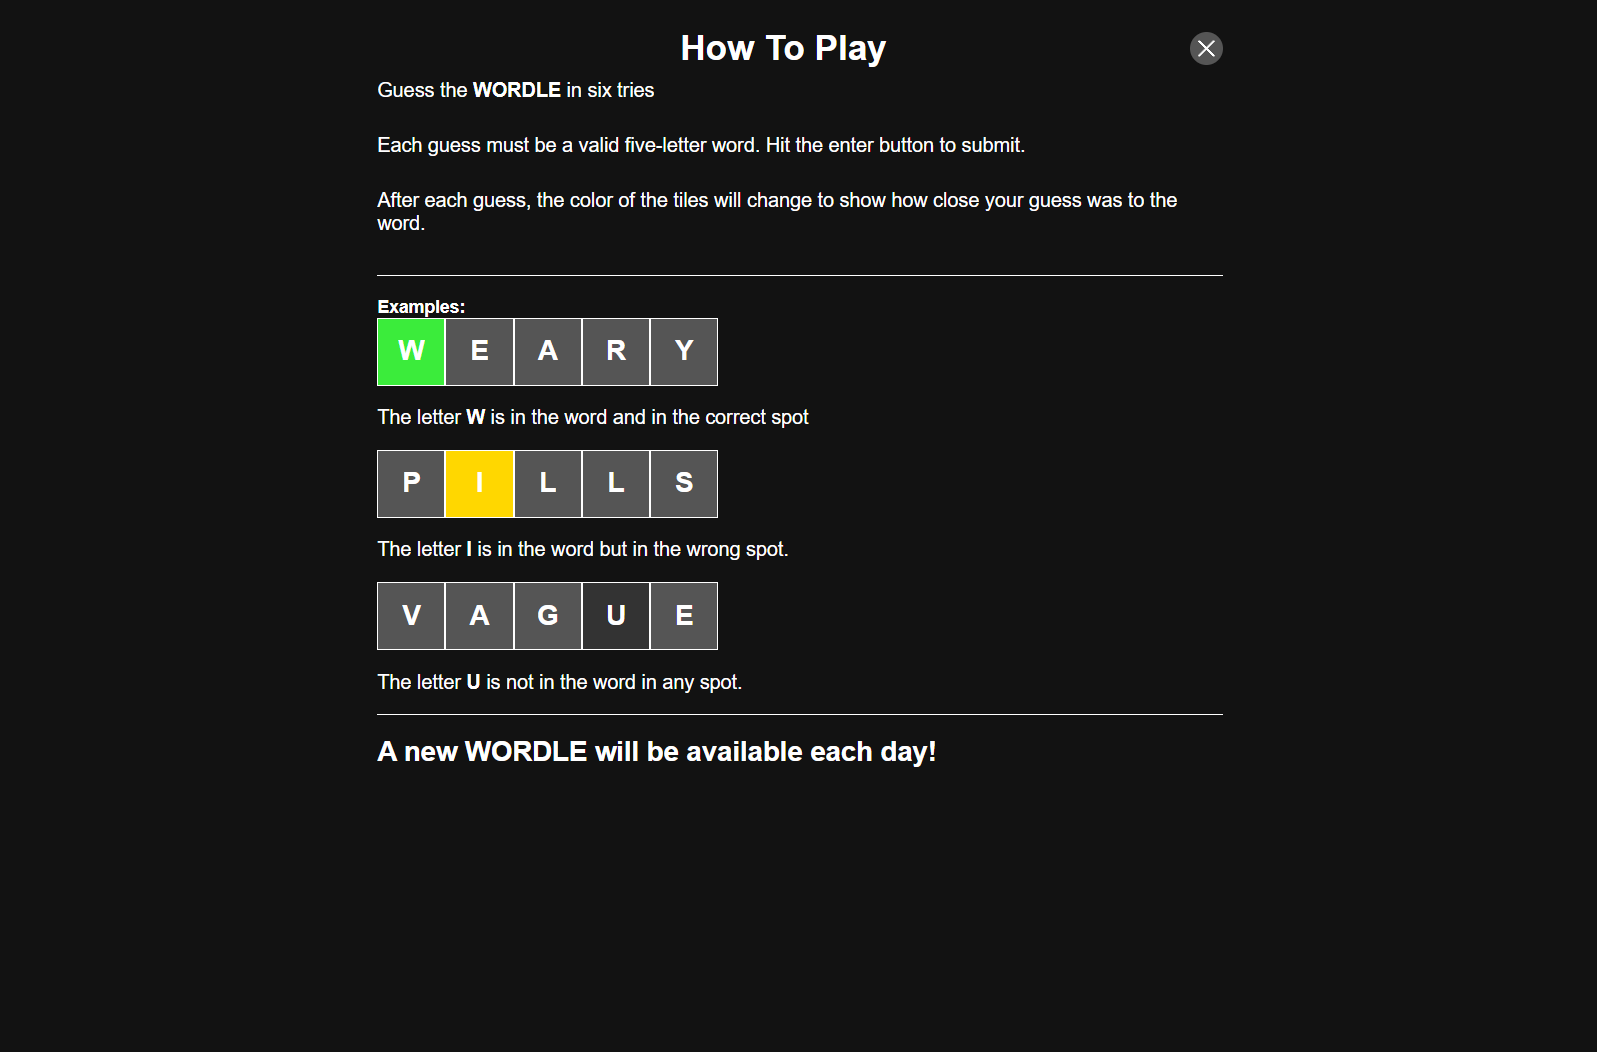 How To Play
Guess the WORDLE in six tries
Each guess must be a valid five-letter word. Hit the enter button to submit.
After each guess, the color of the tiles will change to show how close your guess was to the
word.
Examples:
W E A R Y
The letter W is in the word and in the correct spot
P I L L S
The letter I is in the word but in the wrong spot.
V A G U E
The letter U is not in the word in any spot.
A new WORDLE will be available each day!